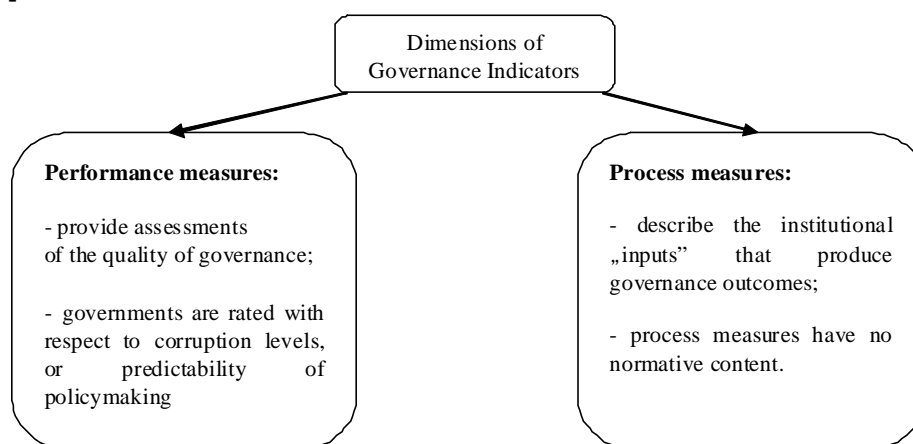 Dimensions of
Governance Indicators
Performance measures:
- provide assessments
of the quality of governance;
- governments are rated with
respect to corruption levels,
or predictability of
policymaking
Process measures:
- describe the institutional
„inputs” that produce
governance outcomes;
- process measures have no
normative content.